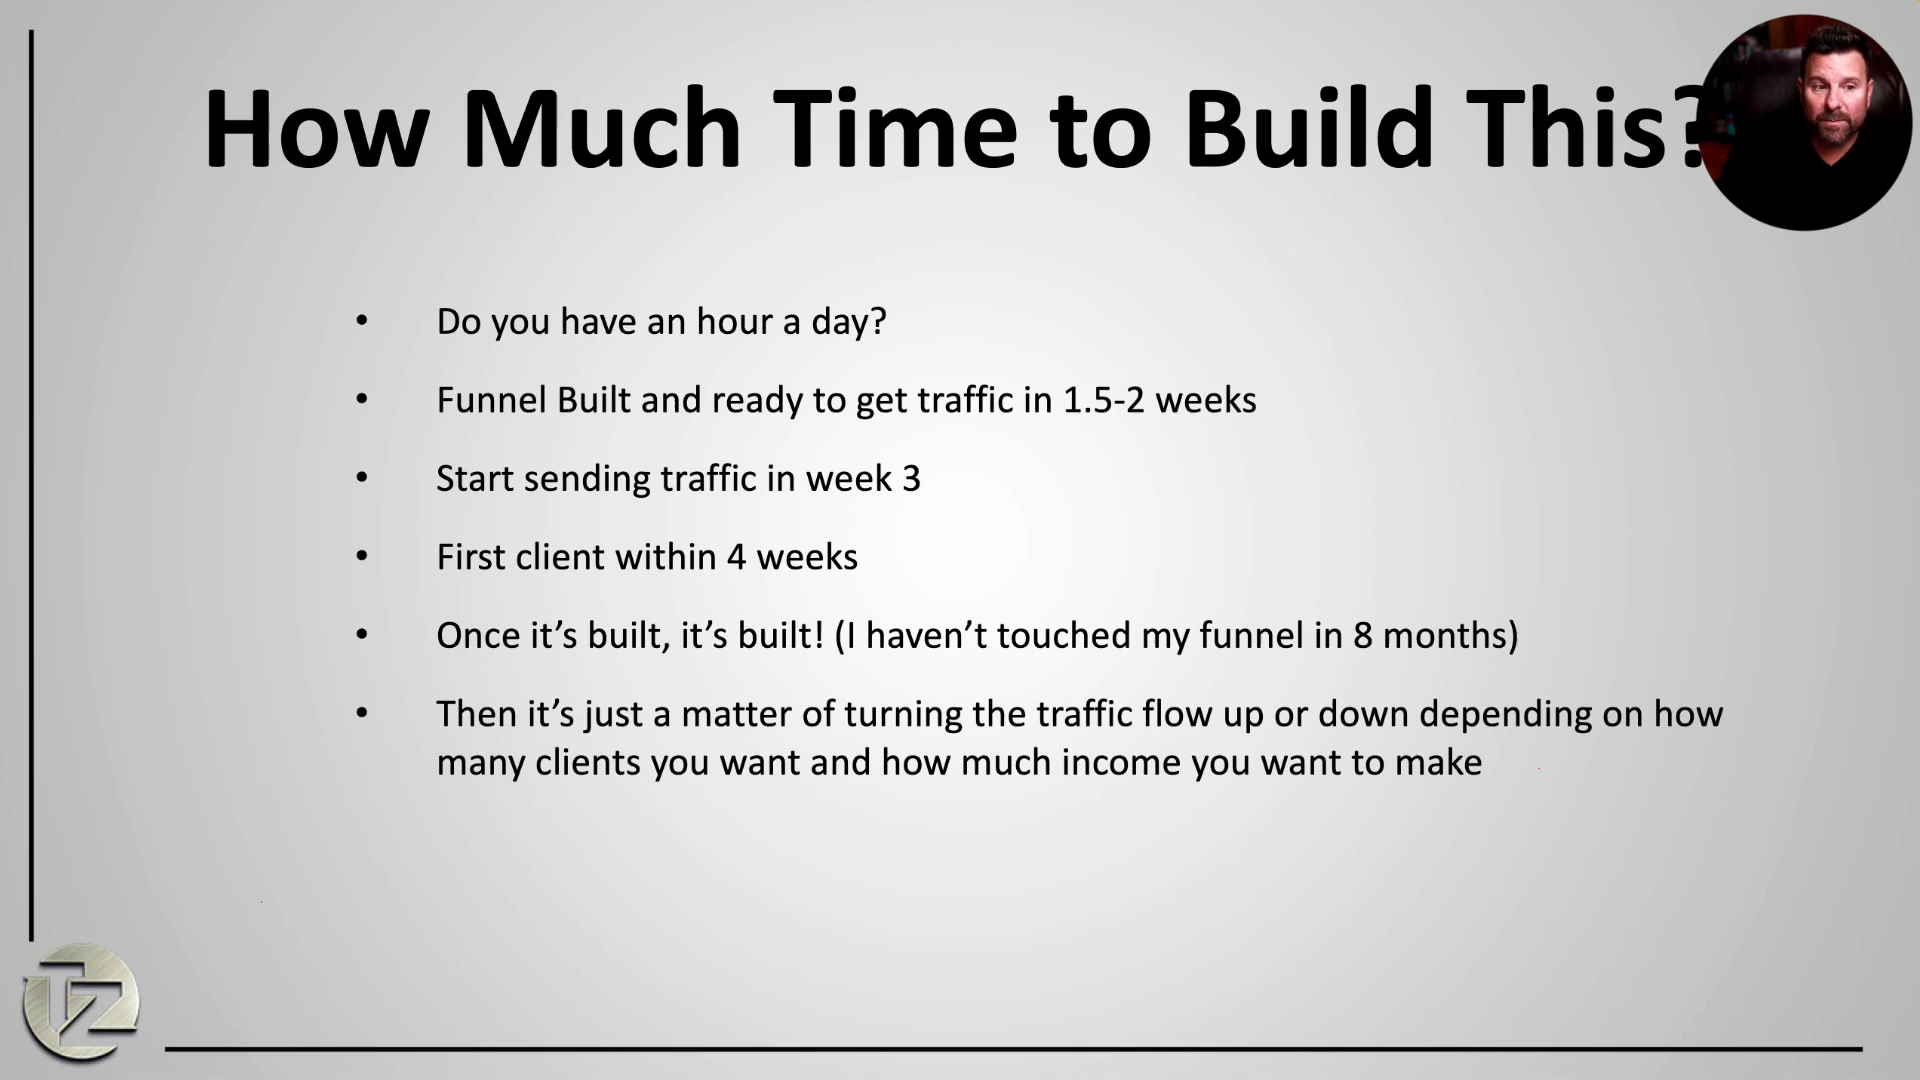 How Much Time to Build This?
• Do you have an hour a day?
• Funnel Built and ready to get traffic in 1.5-2 weeks
• Start sending traffic in week 3
• First client within 4 weeks
• Once it’s built, it’s built! (I haven’t touched my funnel in 8 months)
• Then it’s just a matter of turning the traffic flow up or down depending on how
many clients you want and how much income you want to make
TZ